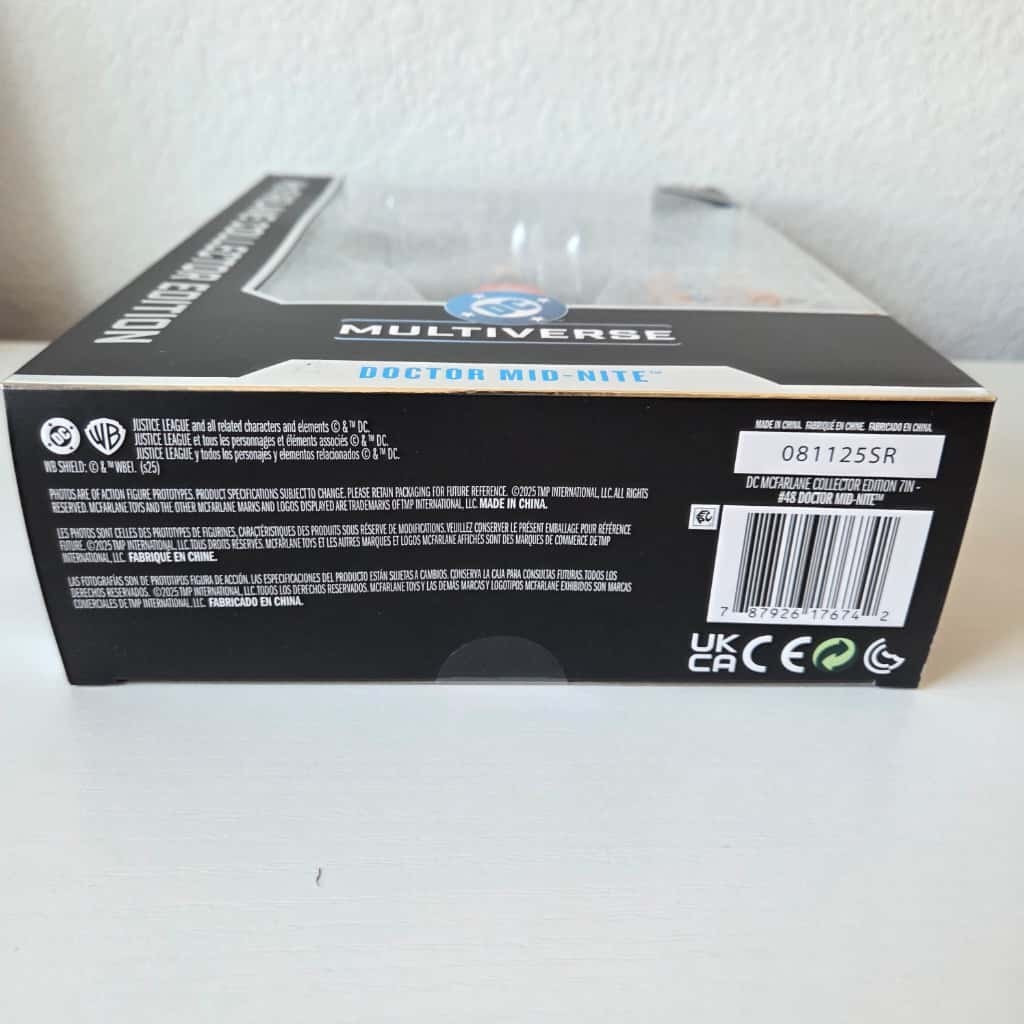 COLLECTOR EDITION
DC
MULTIVERSE
DOCTOR MID-NITE™
DC
WB
JUSTICE LEAGUE and all related characters and elements © & ™ DC.
JUSTICE LEAGUE et tous les personnages et éléments associés © & ™ DC.
JUSTICE LEAGUE y todos los personajes y elementos relacionados © & ™ DC.
WB SHIELD: © & ™ WBEI. (s25)
PHOTOS ARE OF ACTION FIGURE PROTOTYPES. PRODUCT SPECIFICATIONS SUBJECT TO CHANGE. PLEASE RETAIN PACKAGING FOR FUTURE REFERENCE. ©2025 TMP INTERNATIONAL, LLC. ALL RIGHTS
RESERVED. MCFARLANE TOYS AND THE OTHER MCFARLANE MARKS AND LOGOS DISPLAYED ARE TRADEMARKS OF TMP INTERNATIONAL, LLC. MADE IN CHINA.
LES PHOTOS SONT CELLES DES PROTOTYPES DE FIGURINES. CARACTÉRISTIQUES DES PRODUITS SOUS RÉSERVE DE MODIFICATIONS. VEUILLEZ CONSERVER LE PRÉSENT EMBALLAGE POUR RÉFÉRENCE
FUTURE. ©2025 TMP INTERNATIONAL, LLC. TOUS DROITS RÉSERVÉS. MCFARLANE TOYS ET LES AUTRES MARQUES ET LOGOS MCFARLANE AFFICHÉS SONT DES MARQUES DE COMMERCE DE TMP
INTERNATIONAL, LLC. FABRIQUÉ EN CHINE.
LAS FOTOGRAFÍAS SON DE PROTOTIPOS FIGURA DE ACCIÓN. LAS ESPECIFICACIONES DEL PRODUCTO ESTÁN SUJETAS A CAMBIOS. CONSERVA LA CAJA PARA CONSULTAS FUTURAS. TODOS LOS
DERECHOS RESERVADOS. ©2025 TMP INTERNATIONAL, LLC. TODOS LOS DERECHOS RESERVADOS. MCFARLANE TOYS Y LAS DEMÁS MARCAS Y LOGOTIPOS MCFARLANE EXHIBIDOS SON MARCAS
COMERCIALES DE TMP INTERNATIONAL, LLC. FABRICADO EN CHINA.
MADE IN CHINA. FABRIQUÉ EN CHINE. FABRICADO EN CHINA.
081125SR
DC MCFARLANE COLLECTOR EDITION 7IN -
#48 DOCTOR MID-NITE™
7 87926 17674 2
UK
CA CE